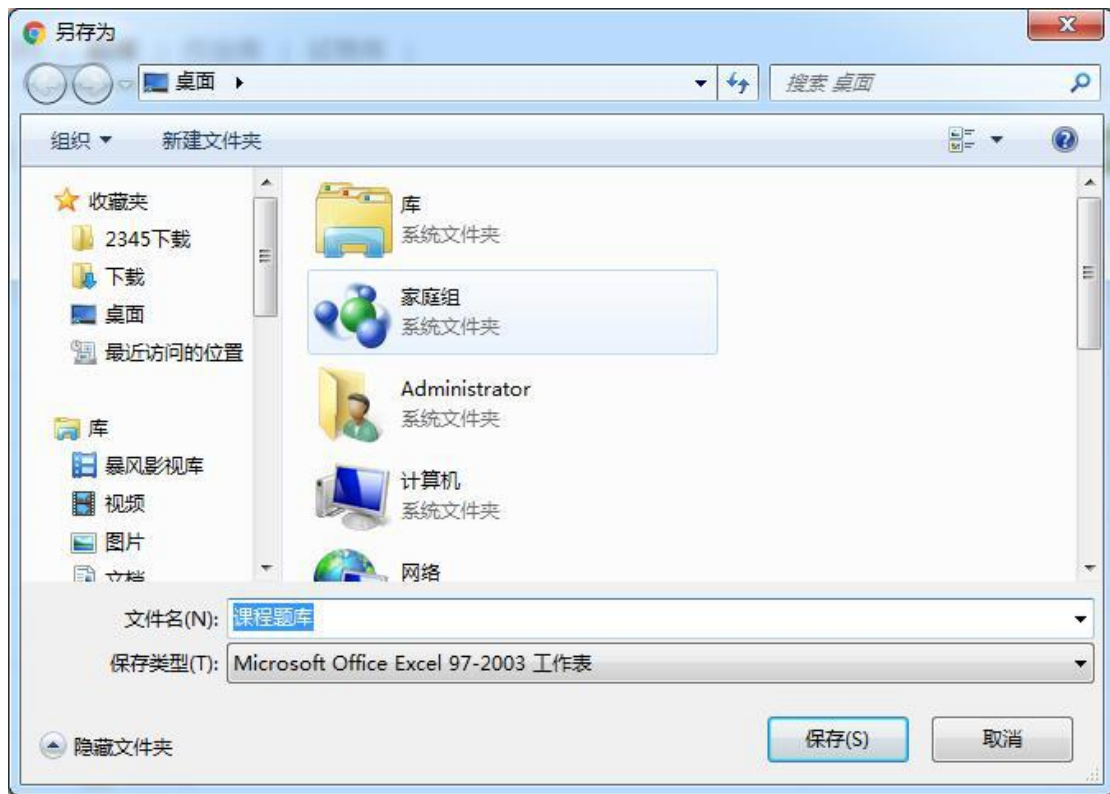 另存为
桌面
搜索 桌面
组织
新建文件夹
收藏夹
2345下载
下载
桌面
最近访问的位置
库
暴风影视库
视频
图片
文档
库
系统文件夹
家庭组
系统文件夹
Administrator
系统文件夹
计算机
系统文件夹
网络
文件名(N): 课程题库
保存类型(T): Microsoft Office Excel 97-2003 工作表
隐藏文件夹
保存(S)
取消